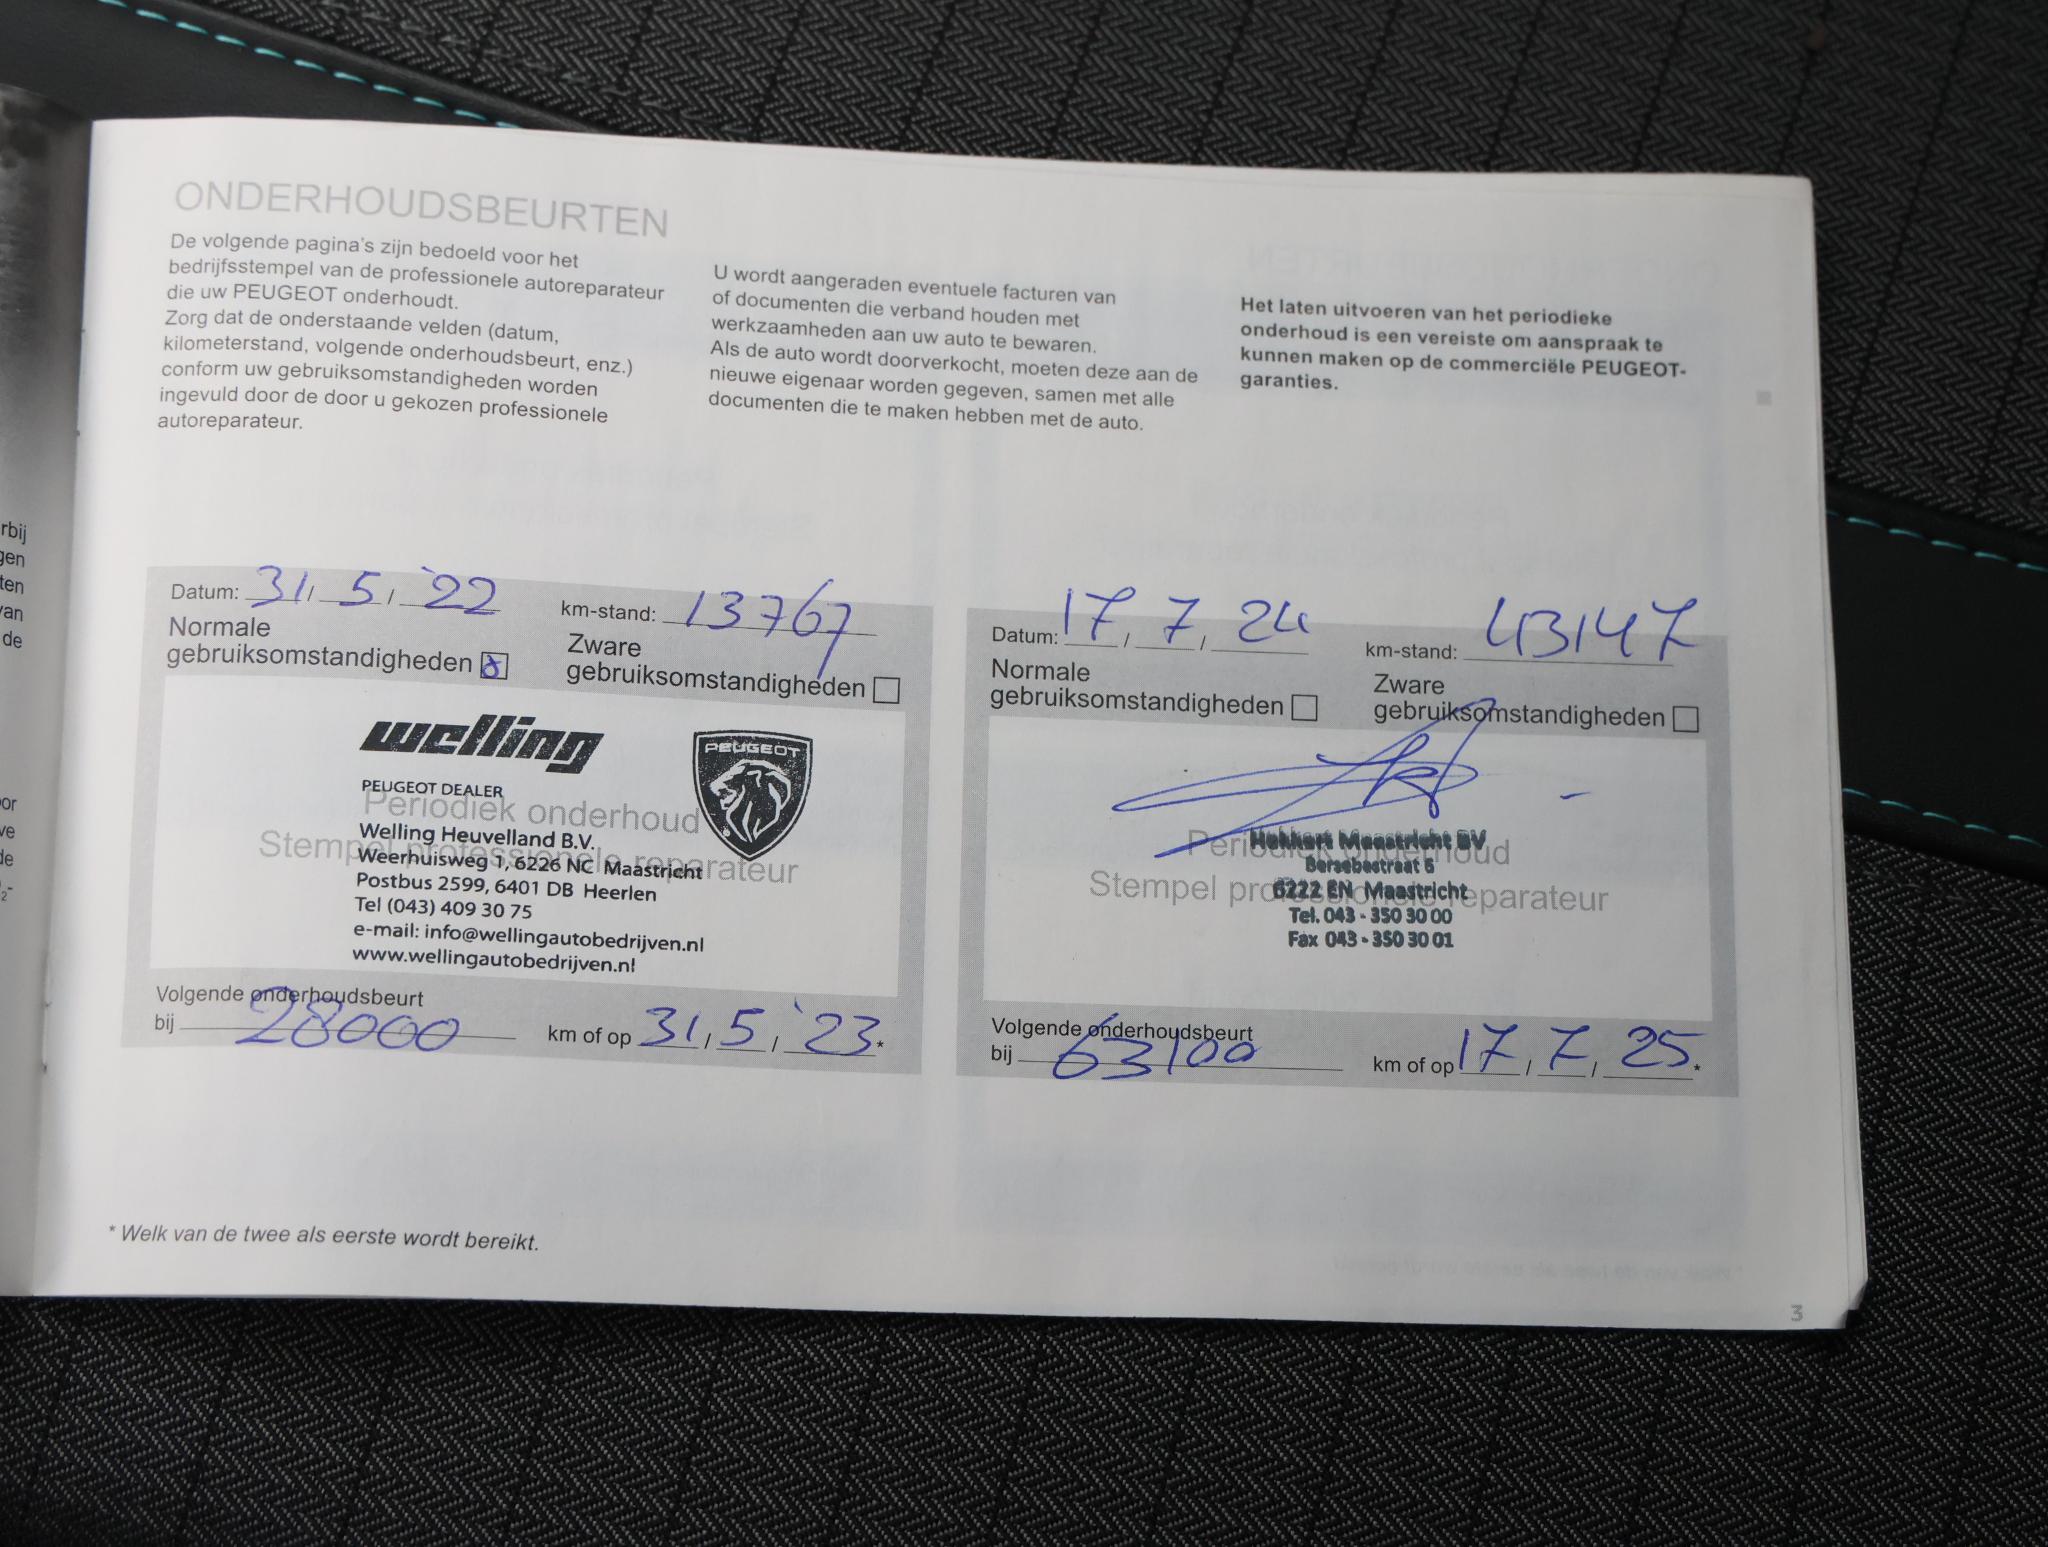 ONDERHOUDSBEURTEN
De volgende pagina's zijn bedoeld voor het
bedrijfsstempel van de professionele autoreparateur
die uw PEUGEOT onderhoudt.
Zorg dat de onderstaande velden (datum,
kilometerstand, volgende onderhoudsbeurt, enz.)
conform uw gebruiksomstandigheden worden
ingevuld door de door u gekozen professionele
autoreparateur.
U wordt aangeraden eventuele facturen van
of documenten die verband houden met
werkzaamheden aan uw auto te bewaren.
Als de auto wordt doorverkocht, moeten deze aan de
nieuwe eigenaar worden gegeven, samen met alle
documenten die te maken hebben met de auto.
Het laten uitvoeren van het periodieke
onderhoud is een vereiste om aanspraak te
kunnen maken op de commerciële PEUGEOT-
garanties.
rbij
gen
ten
van
de
de
Datum: 31 / 5 / '22 km-stand: 13767
Normale
gebruiksomstandigheden
Zware
gebruiksomstandigheden
welling
PEUGEOT
PEUGEOT DEALER
Periodiek onderhoud
Stempel professionele reparateur
Welling Heuvelland B.V.
Weerhuisweg 1, 6226 NC Maastricht
Postbus 2599, 6401 DB Heerlen
Tel (043) 409 30 75
e-mail: info@wellingautobedrijven.nl
www.wellingautobedrijven.nl
Volgende onderhoudsbeurt
bij 28000 km of op 31 / 5 / '23 *
Datum: 17 / 7 / 24 km-stand: 43147
Normale
gebruiksomstandigheden
Zware
gebruiksomstandigheden
Periodiek onderhoud
Stempel professionele reparateur
Maastricht BV
6222 EN Maastricht
Tel. 043 - 350 30 00
Fax 043 - 350 30 01
Volgende onderhoudsbeurt
bij 63100 km of op 17 / 7 / 25 *
* Welk van de twee als eerste wordt bereikt.
3